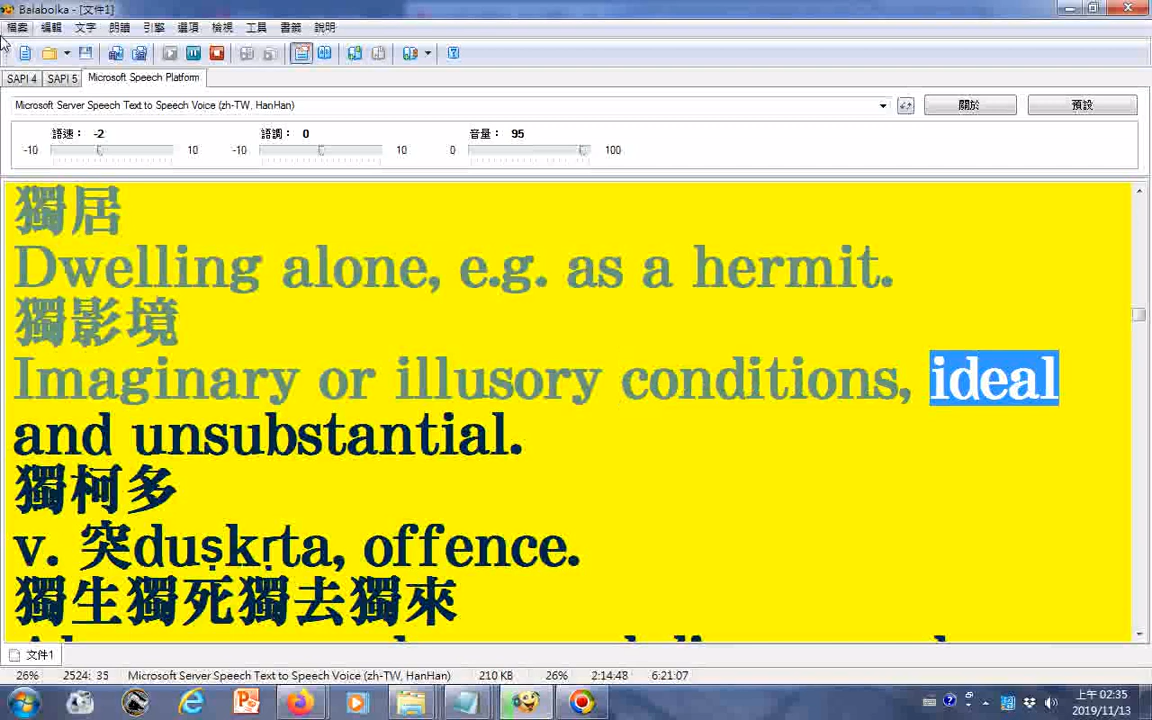 Balabolka - [文件1]
檔案 編輯 文字 朗讀 引擎 選項 檢視 工具 書籤 說明
SAPI 4 SAPI 5 Microsoft Speech Platform
Microsoft Server Speech Text to Speech Voice (zh-TW, HanHan) 關於 預設
語速： -2 語調： 0 音量： 95
-10 10 -10 10 0 100
獨居
Dwelling alone, e.g. as a hermit.
獨影境
Imaginary or illusory conditions, ideal
and unsubstantial.
獨柯多
v. 突duṣkṛta, offence.
獨生獨死獨去獨來
文件1
26% 2524: 35 Microsoft Server Speech Text to Speech Voice (zh-TW, HanHan) 210 KB 26% 2:14:48 6:21:07
上午 02:35
2019/11/13